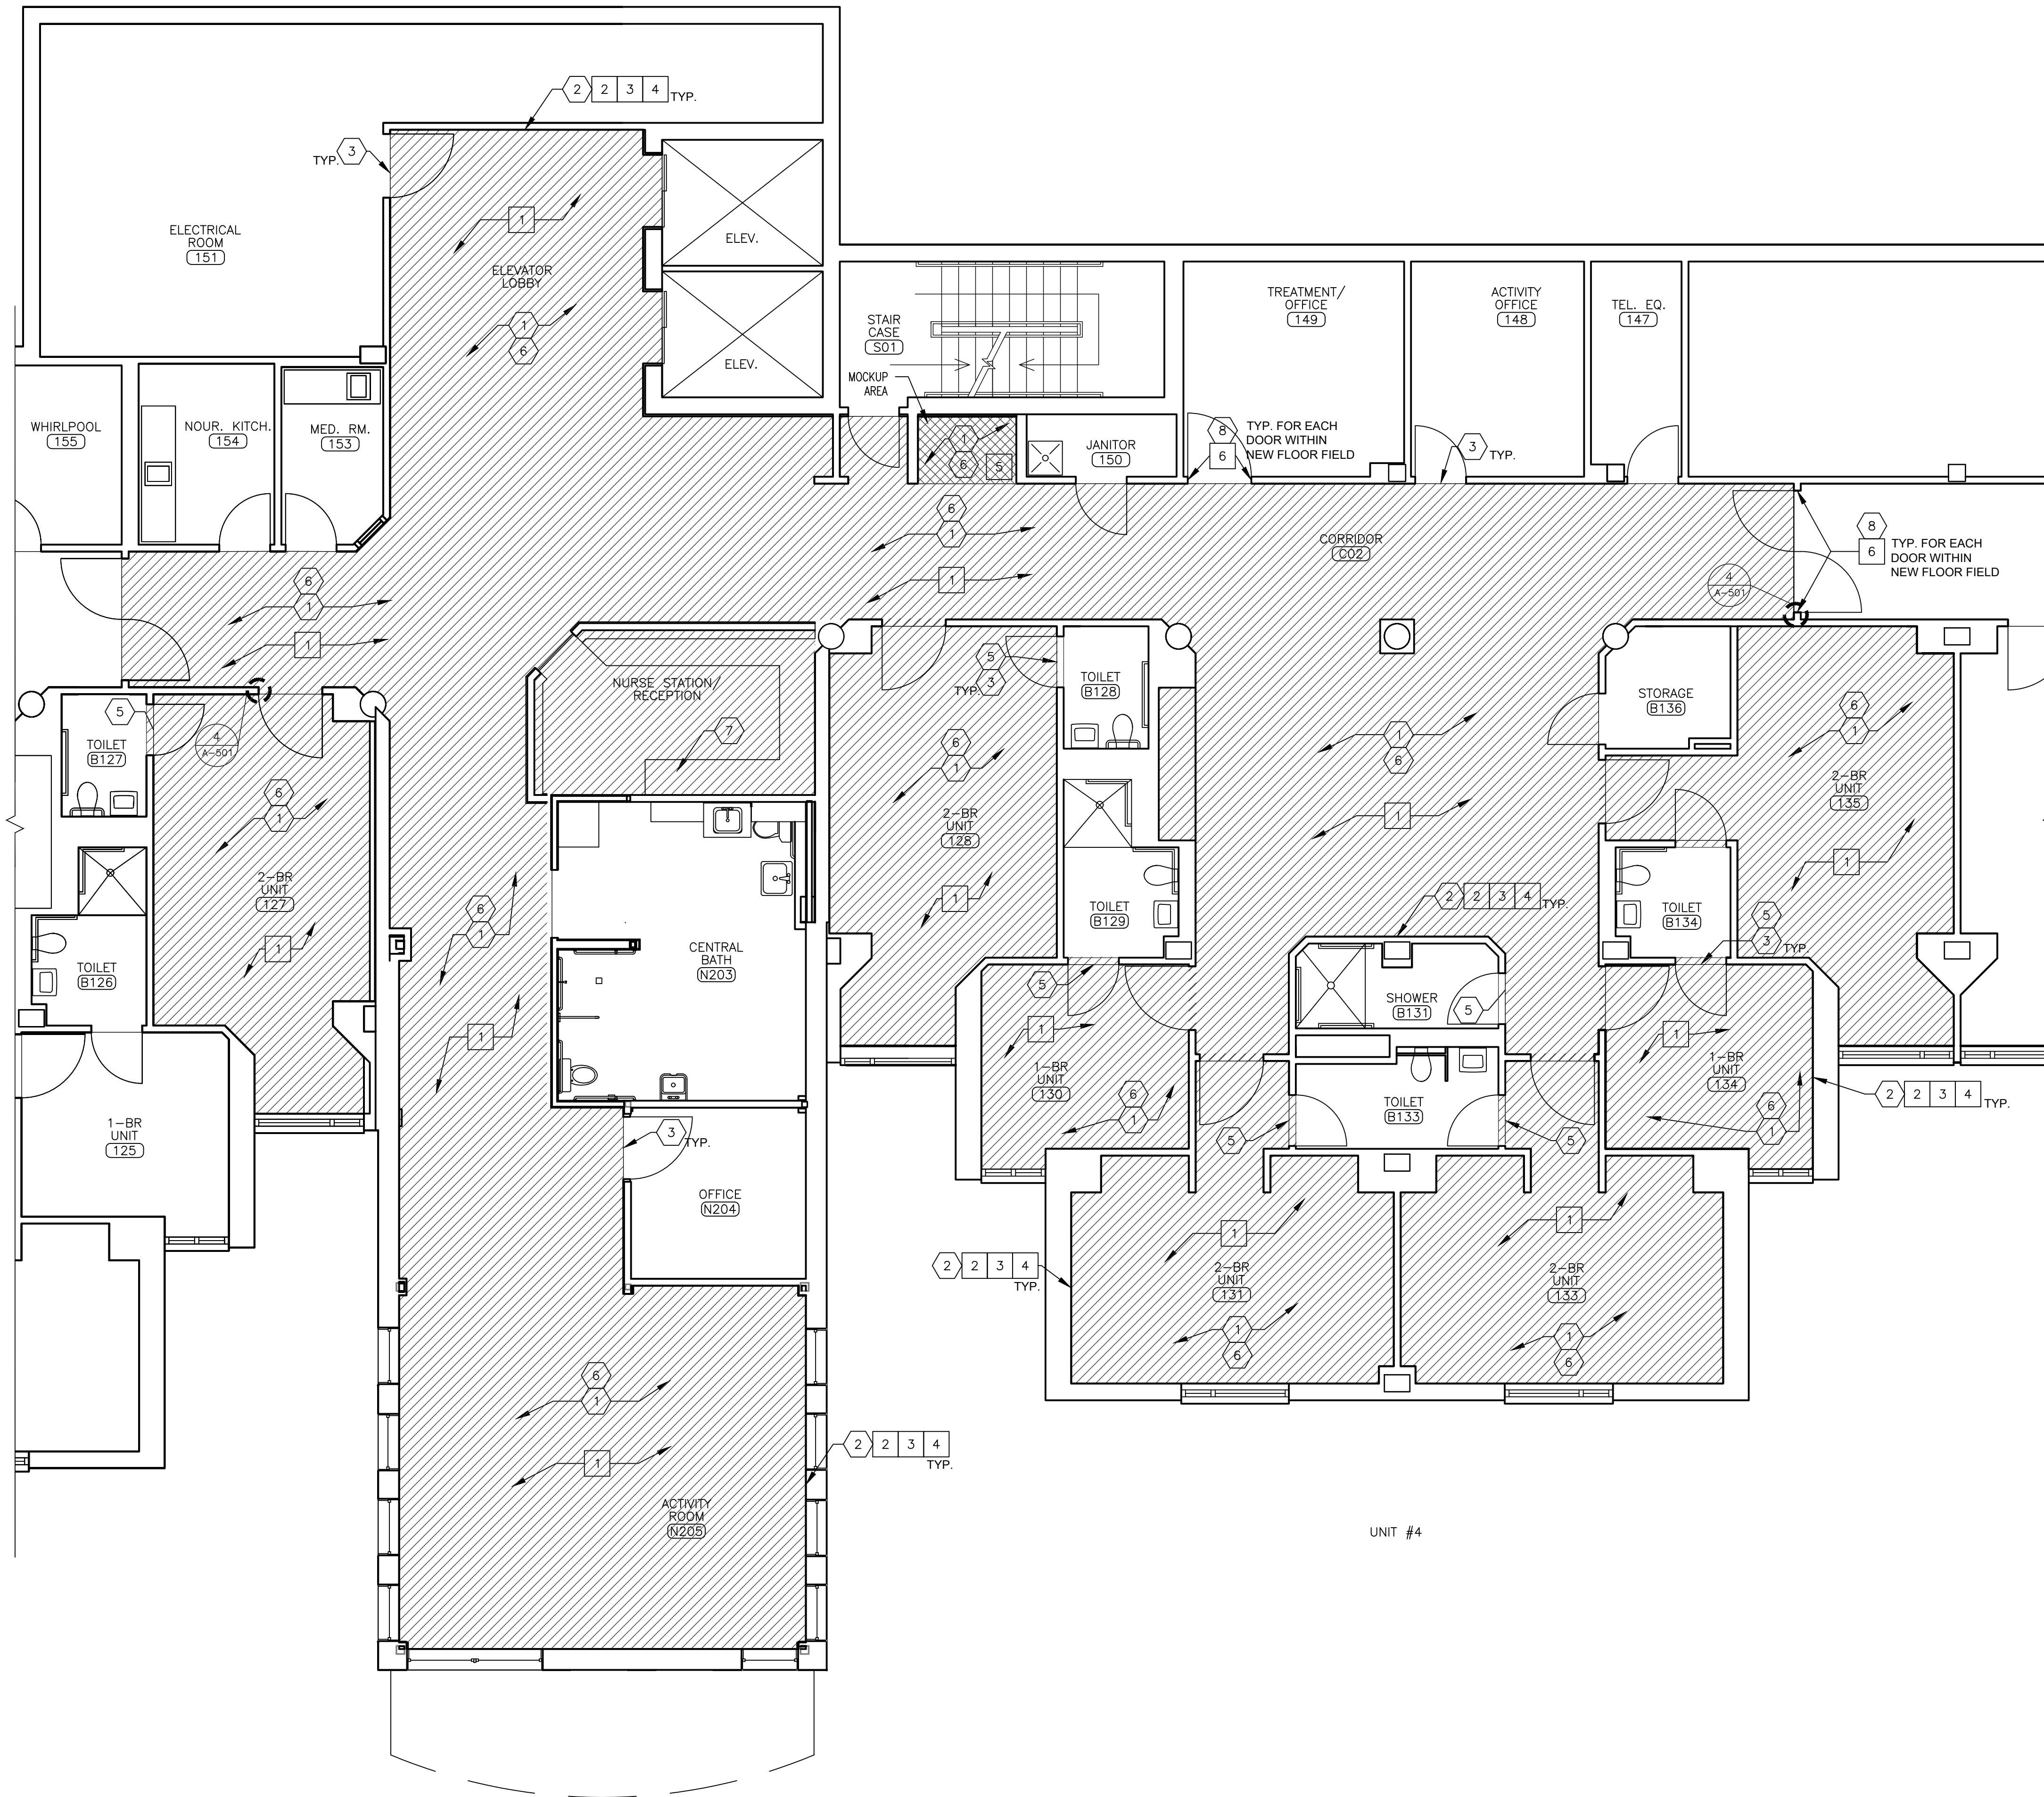 2 2 3 4 TYP.
TYP. 3
1
ELECTRICAL
ROOM
151
ELEV.
ELEVATOR
LOBBY
1
6
ELEV.
STAIR
CASE
S01
MOCKUP
AREA
TREATMENT/
OFFICE
149
ACTIVITY
OFFICE
148
TEL. EQ.
147
WHIRLPOOL
155
NOUR. KITCH.
154
MED. RM.
153
1
6 5
JANITOR
150
8 TYP. FOR EACH
6 DOOR WITHIN
NEW FLOOR FIELD
3 TYP.
6
1
1
CORRIDOR
C02
8
6 TYP. FOR EACH
DOOR WITHIN
NEW FLOOR FIELD
4
A-501
6
1
1
NURSE STATION/
RECEPTION
7
5
TYP. 3
TOILET
B128
STORAGE
B136
6
1
5
TOILET
B127
4
A-501
6
1
6
1
1
6
1
2-BR
UNIT
135
2-BR
UNIT
128
1
1
2-BR
UNIT
127
1
6
1
1
TOILET
B129
2 2 3 4 TYP.
TOILET
B134
5
3 TYP.
TOILET
B126
CENTRAL
BATH
N203
5
SHOWER
B131
5
1
1
1
1-BR
UNIT
130
6
1
1-BR
UNIT
134
6
1
2 2 3 4 TYP.
TOILET
B133
5
5
1-BR
UNIT
125
3 TYP.
OFFICE
N204
1
1
2 2 3 4
TYP.
2-BR
UNIT
131
2-BR
UNIT
133
1
6
1
6
6
1
1
2 2 3 4
TYP.
ACTIVITY
ROOM
N205
UNIT #4